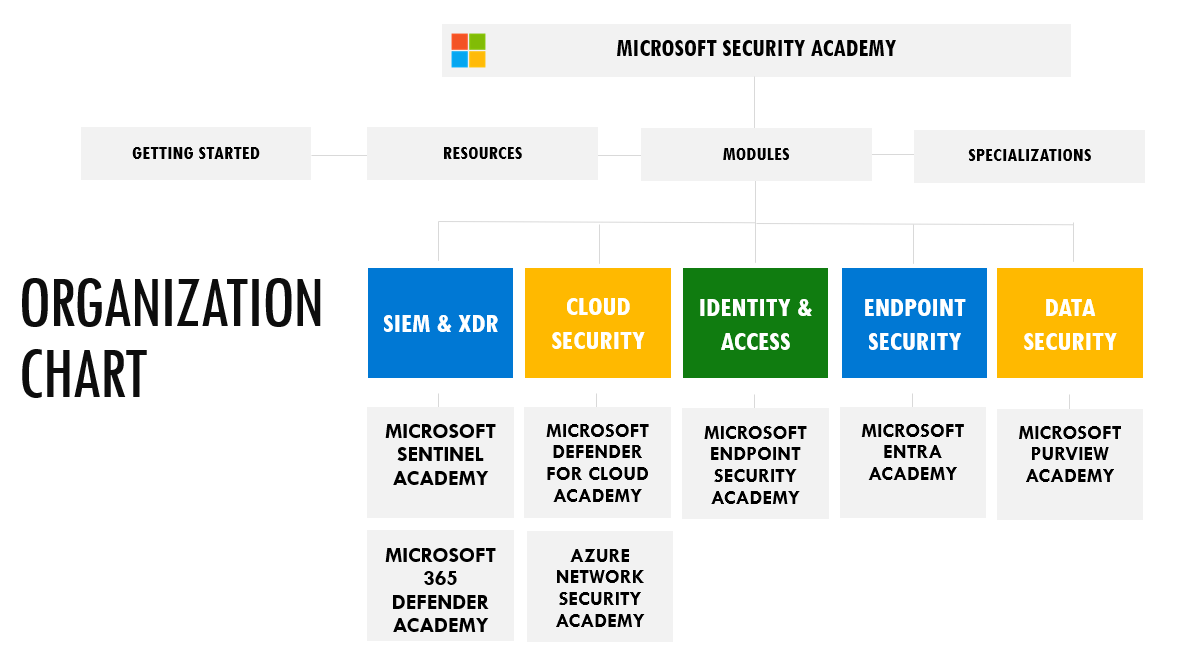 MICROSOFT SECURITY ACADEMY
GETTING STARTED
RESOURCES
MODULES
SPECIALIZATIONS
ORGANIZATION
CHART
SIEM & XDR
CLOUD
SECURITY
IDENTITY &
ACCESS
ENDPOINT
SECURITY
DATA
SECURITY
MICROSOFT
SENTINEL
ACADEMY
MICROSOFT
DEFENDER
FOR CLOUD
ACADEMY
MICROSOFT
ENDPOINT
SECURITY
ACADEMY
MICROSOFT
ENTRA
ACADEMY
MICROSOFT
PURVIEW
ACADEMY
MICROSOFT
365
DEFENDER
ACADEMY
AZURE
NETWORK
SECURITY
ACADEMY